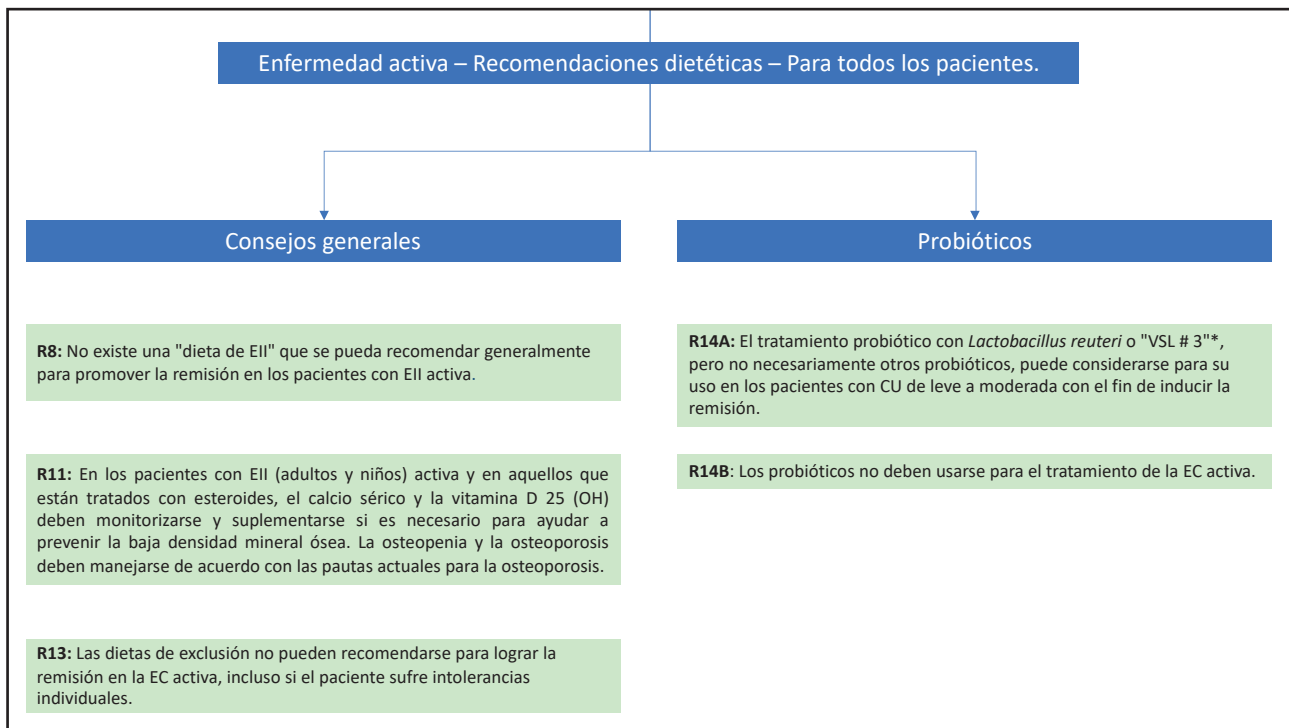 Enfermedad activa – Recomendaciones dietéticas – Para todos los pacientes.
Consejos generales
R8: No existe una "dieta de EII" que se pueda recomendar generalmente
para promover la remisión en los pacientes con EII activa.
R11: En los pacientes con EII (adultos y niños) activa y en aquellos que
están tratados con esteroides, el calcio sérico y la vitamina D 25 (OH)
deben monitorizarse y suplementarse si es necesario para ayudar a
prevenir la baja densidad mineral ósea. La osteopenia y la osteoporosis
deben manejarse de acuerdo con las pautas actuales para la osteoporosis.
R13: Las dietas de exclusión no pueden recomendarse para lograr la
remisión en la EC activa, incluso si el paciente sufre intolerancias
individuales.
Probióticos
R14A: El tratamiento probiótico con Lactobacillus reuteri o "VSL # 3"*,
pero no necesariamente otros probióticos, puede considerarse para su
uso en los pacientes con CU de leve a moderada con el fin de inducir la
remisión.
R14B: Los probióticos no deben usarse para el tratamiento de la EC activa.